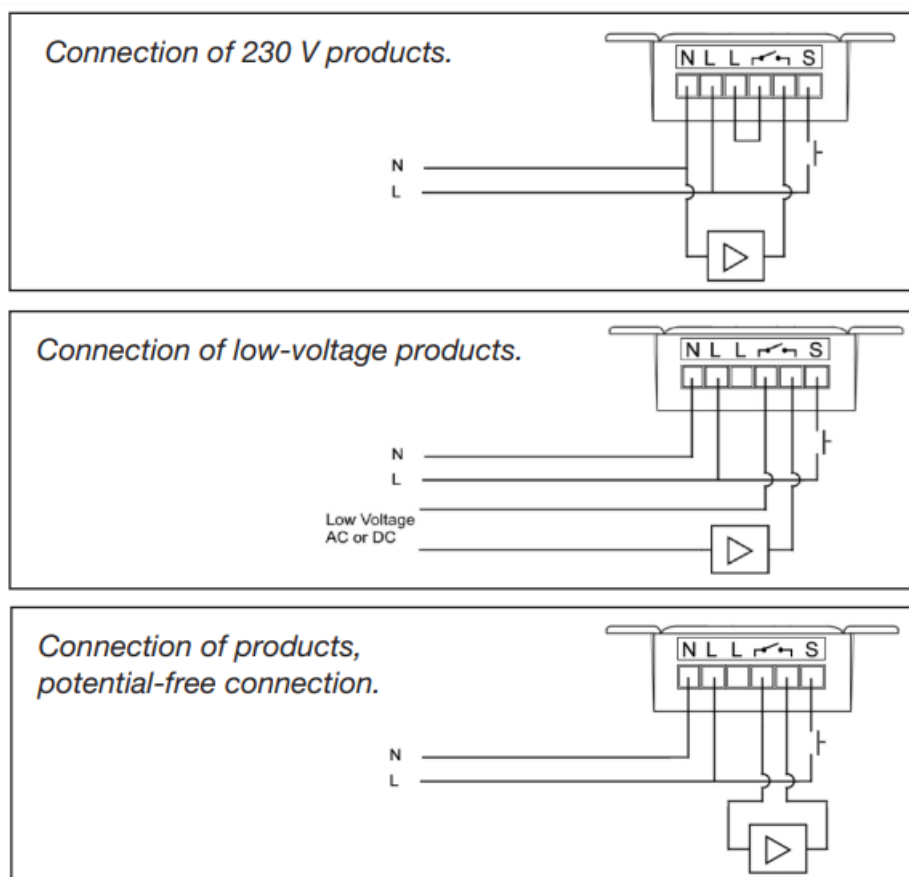 Connection of 230 V products.
N L L S
N
L
Connection of low-voltage products.
N L L S
N
L
Low Voltage
AC or DC
Connection of products,
potential-free connection.
N L L S
N
L